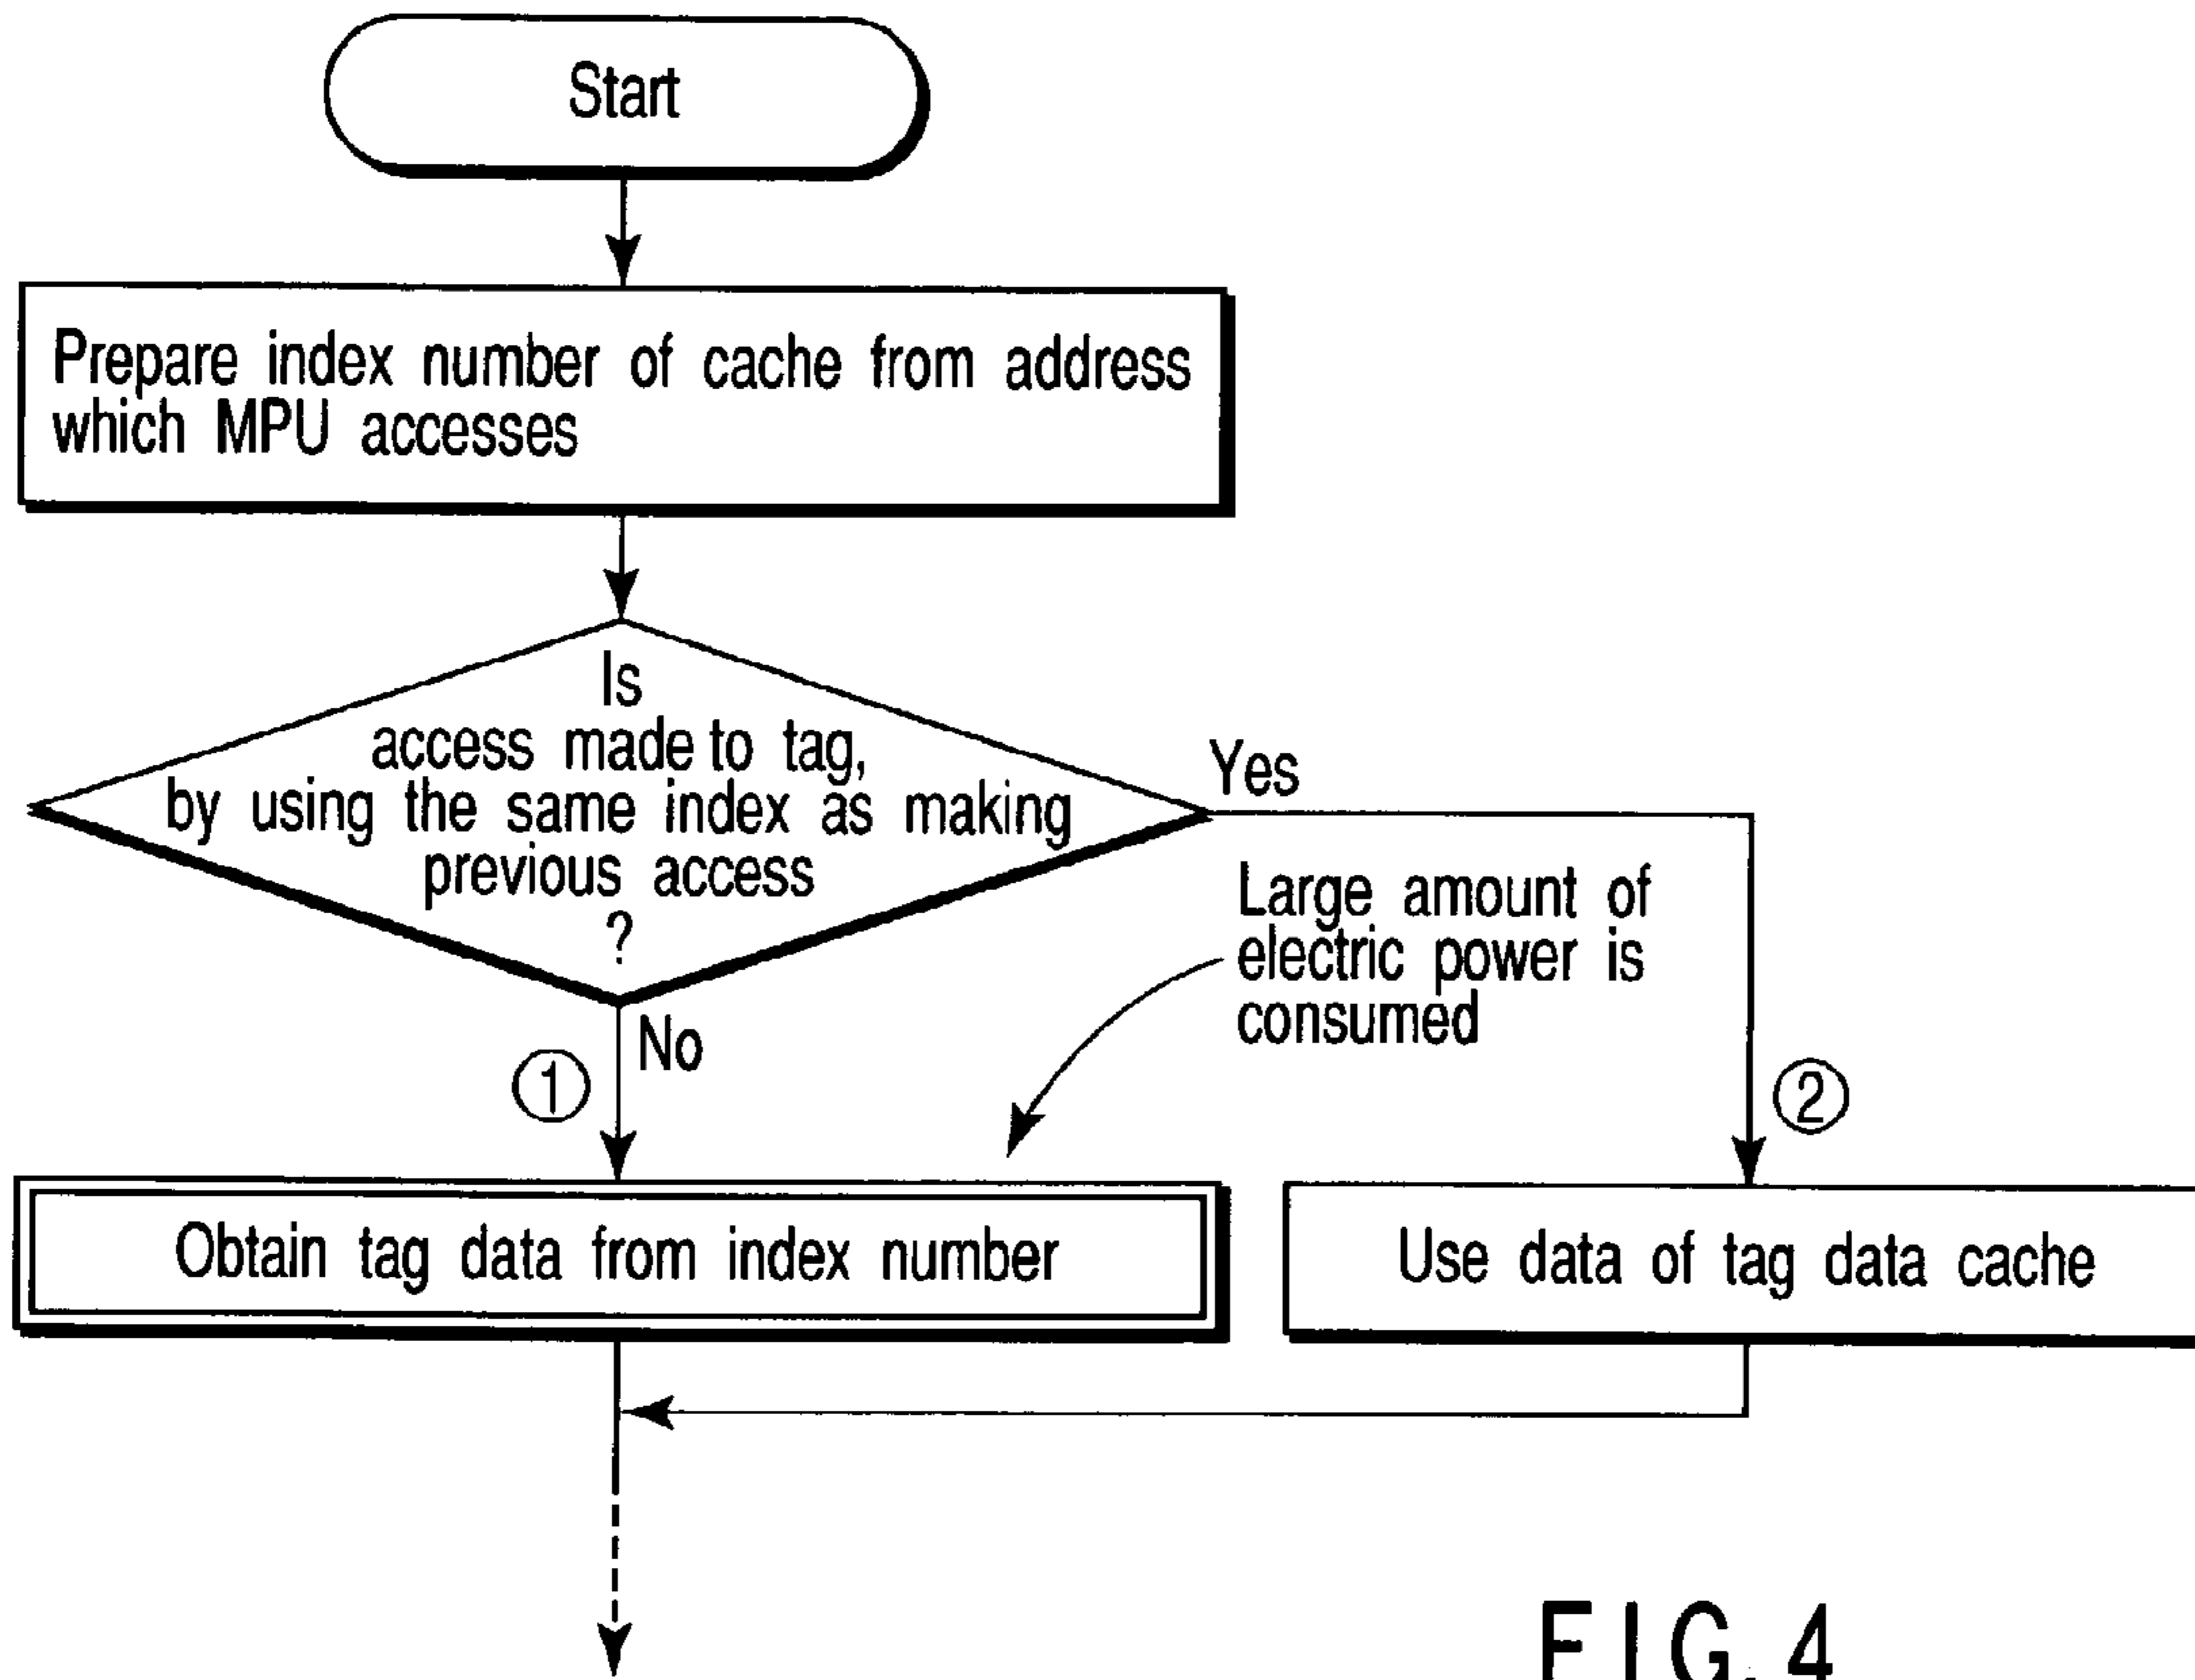 Start
Prepare index number of cache from address
which MPU accesses
Is
access made to tag,
by using the same index as making
previous access
?
Yes
Large amount of
electric power is
consumed
No
①
②
Obtain tag data from index number
Use data of tag data cache
FIG. 4